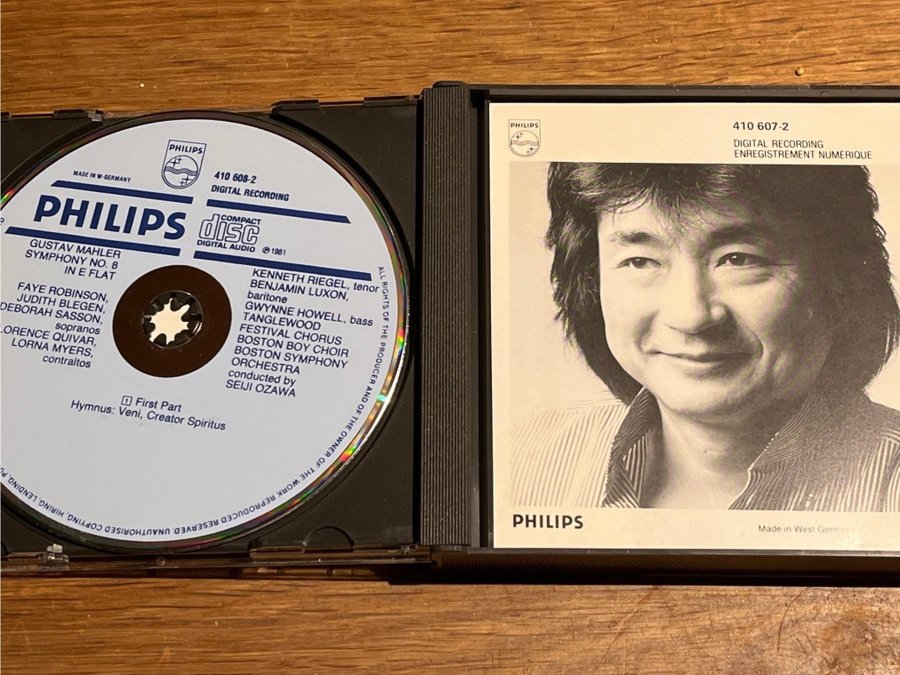 PHILIPS
MADE IN W-GERMANY
410 608-2
DIGITAL RECORDING
PHILIPS
COMPACT
disc
DIGITAL AUDIO
℗ 1981
GUSTAV MAHLER
SYMPHONY NO. 8
IN E FLAT
FAYE ROBINSON,
JUDITH BLEGEN,
DEBORAH SASSON,
sopranos
LORENCE QUIVAR,
LORNA MYERS,
contraltos
KENNETH RIEGEL, tenor
BENJAMIN LUXON,
baritone
GWYNNE HOWELL, bass
TANGLEWOOD
FESTIVAL CHORUS
BOSTON BOY CHOIR
BOSTON SYMPHONY
ORCHESTRA
conducted by
SEIJI OZAWA
1 First Part
Hymnus: Veni, Creator Spiritus
ALL RIGHTS OF THE PRODUCER AND OF THE OWNER OF THE WORK REPRODUCED RESERVED. UNAUTHORISED COPYING, HIRING, LENDING,
PHILIPS
410 607-2
DIGITAL RECORDING
ENREGISTREMENT NUMÉRIQUE
PHILIPS
Made in West Germany